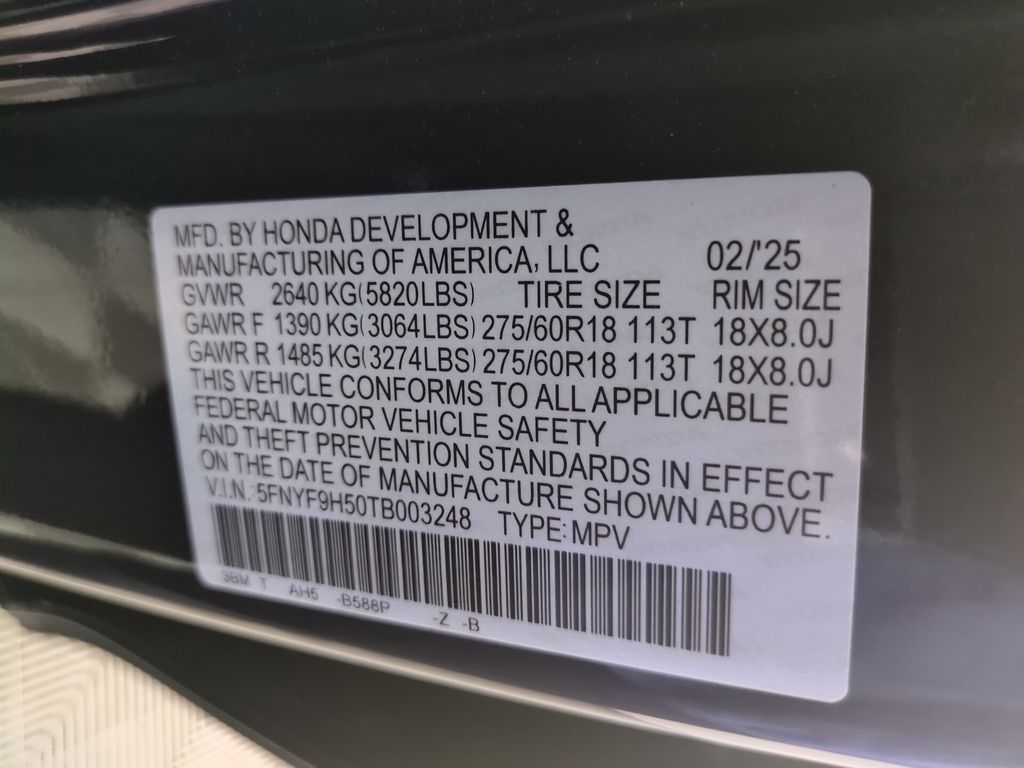 MFD. BY HONDA DEVELOPMENT &
MANUFACTURING OF AMERICA, LLC 02/'25
GVWR 2640 KG(5820LBS) TIRE SIZE RIM SIZE
GAWR F 1390 KG(3064LBS) 275/60R18 113T 18X8.0J
GAWR R 1485 KG(3274LBS) 275/60R18 113T 18X8.0J
THIS VEHICLE CONFORMS TO ALL APPLICABLE
FEDERAL MOTOR VEHICLE SAFETY
AND THEFT PREVENTION STANDARDS IN EFFECT
ON THE DATE OF MANUFACTURE SHOWN ABOVE.
V.I.N.:5FNYF9H50TB003248 TYPE:MPV
3BM T AH5 -B588P -Z -B